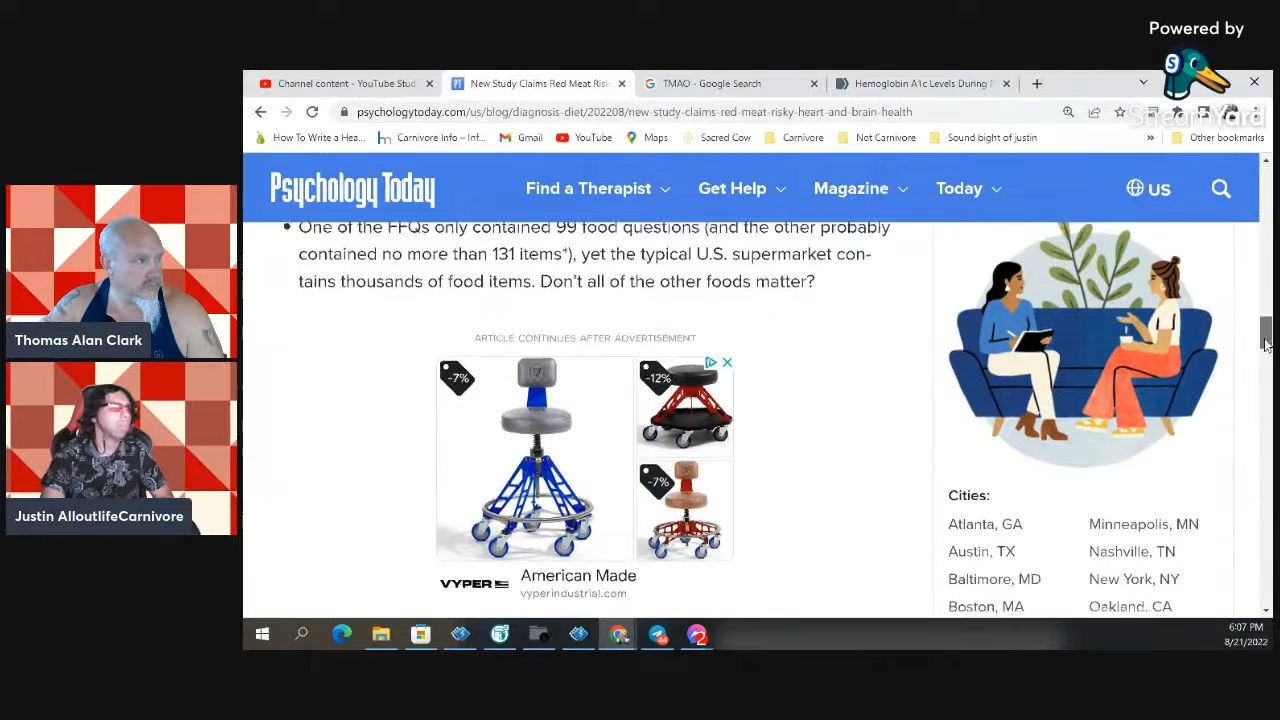 Powered by
S
StreamYard
Channel content - YouTube Stud
New Study Claims Red Meat Risk
TMAO - Google Search
Hemoglobin A1c Levels During P
psychologytoday.com/
blog/diagnosis-diet/202208/new-study-claims-red-meat-risky-heart-and-brain-health
How To Write a Hea...
Carnivore Info – Inf...
Gmail
YouTube
Maps
Sacred Cow
Carnivore
Not Carnivore
Sound bight of justin
»
Other bookmarks
Psychology Today
Find a Therapist
Get Help
Magazine
Today
US
One of the FFQs only contained 99 food questions (and the other probably
contained no more than 131 items*), yet the typical U.S. supermarket con-
tains thousands of food items. Don't all of the other foods matter?
ARTICLE CONTINUES AFTER ADVERTISEMENT
-7%
-12%
-7%
VYPER
American Made
vyperindustrial.com
Cities:
Atlanta, GA
Minneapolis, MN
Austin, TX
Nashville, TN
Baltimore, MD
New York, NY
Boston, MA
Oakland, CA
Thomas Alan Clark
Justin AlloutlifeCarnivore
2
6:07 PM
8/21/2022